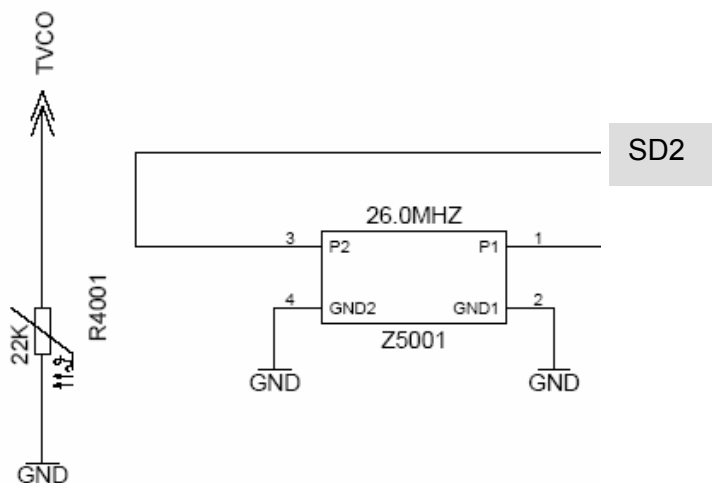 TVCO
SD2
26.0MHZ
3
P2
P1
1
4
GND2
GND1
2
Z5001
GND
GND
22K
R4001
GND